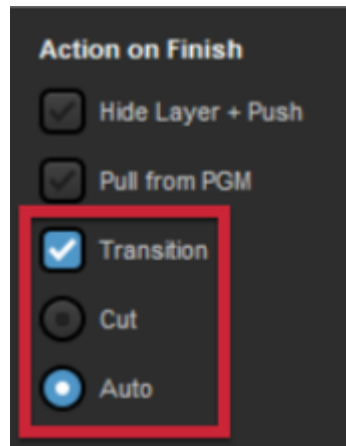 Action on Finish
Hide Layer + Push
Pull from PGM
Transition
Cut
Auto